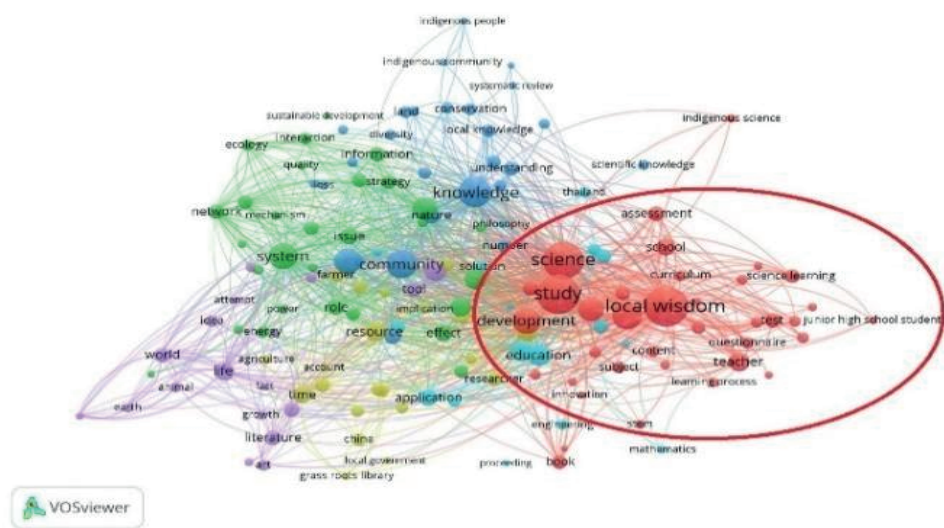 indigenous people
indigenous community
systematic review
sustainable development
land
conservation
indigenous science
interaction
diversity
local knowledge
ecology
quality
information
understanding
scientific knowledge
loss
strategy
knowledge
thailand
network
mechanism
nature
philosophy
assessment
issue
number
school
system
community
solution
science
curriculum
science learning
farmer
tool
attempt
study
local wisdom
idea
power
role
implication
development
test
junior high school student
energy
resource
effect
questionnaire
world
education
content
teacher
agriculture
account
researcher
subject
life
learning process
animal
fact
time
application
innovation
earth
growth
literature
china
engineering
stem
art
local government
proceeding
book
mathematics
grass roots library
VOSviewer